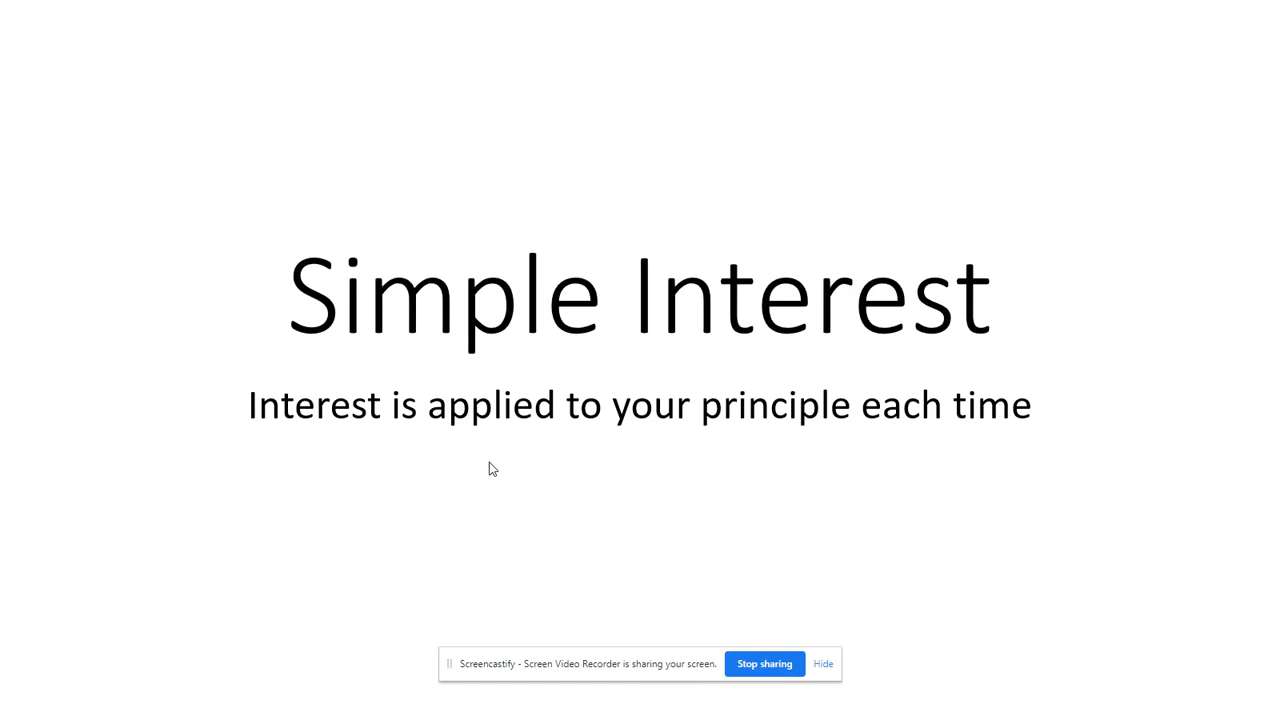 Simple Interest
Interest is applied to your principle each time
Screencastify - Screen Video Recorder is sharing your screen. Stop sharing Hide